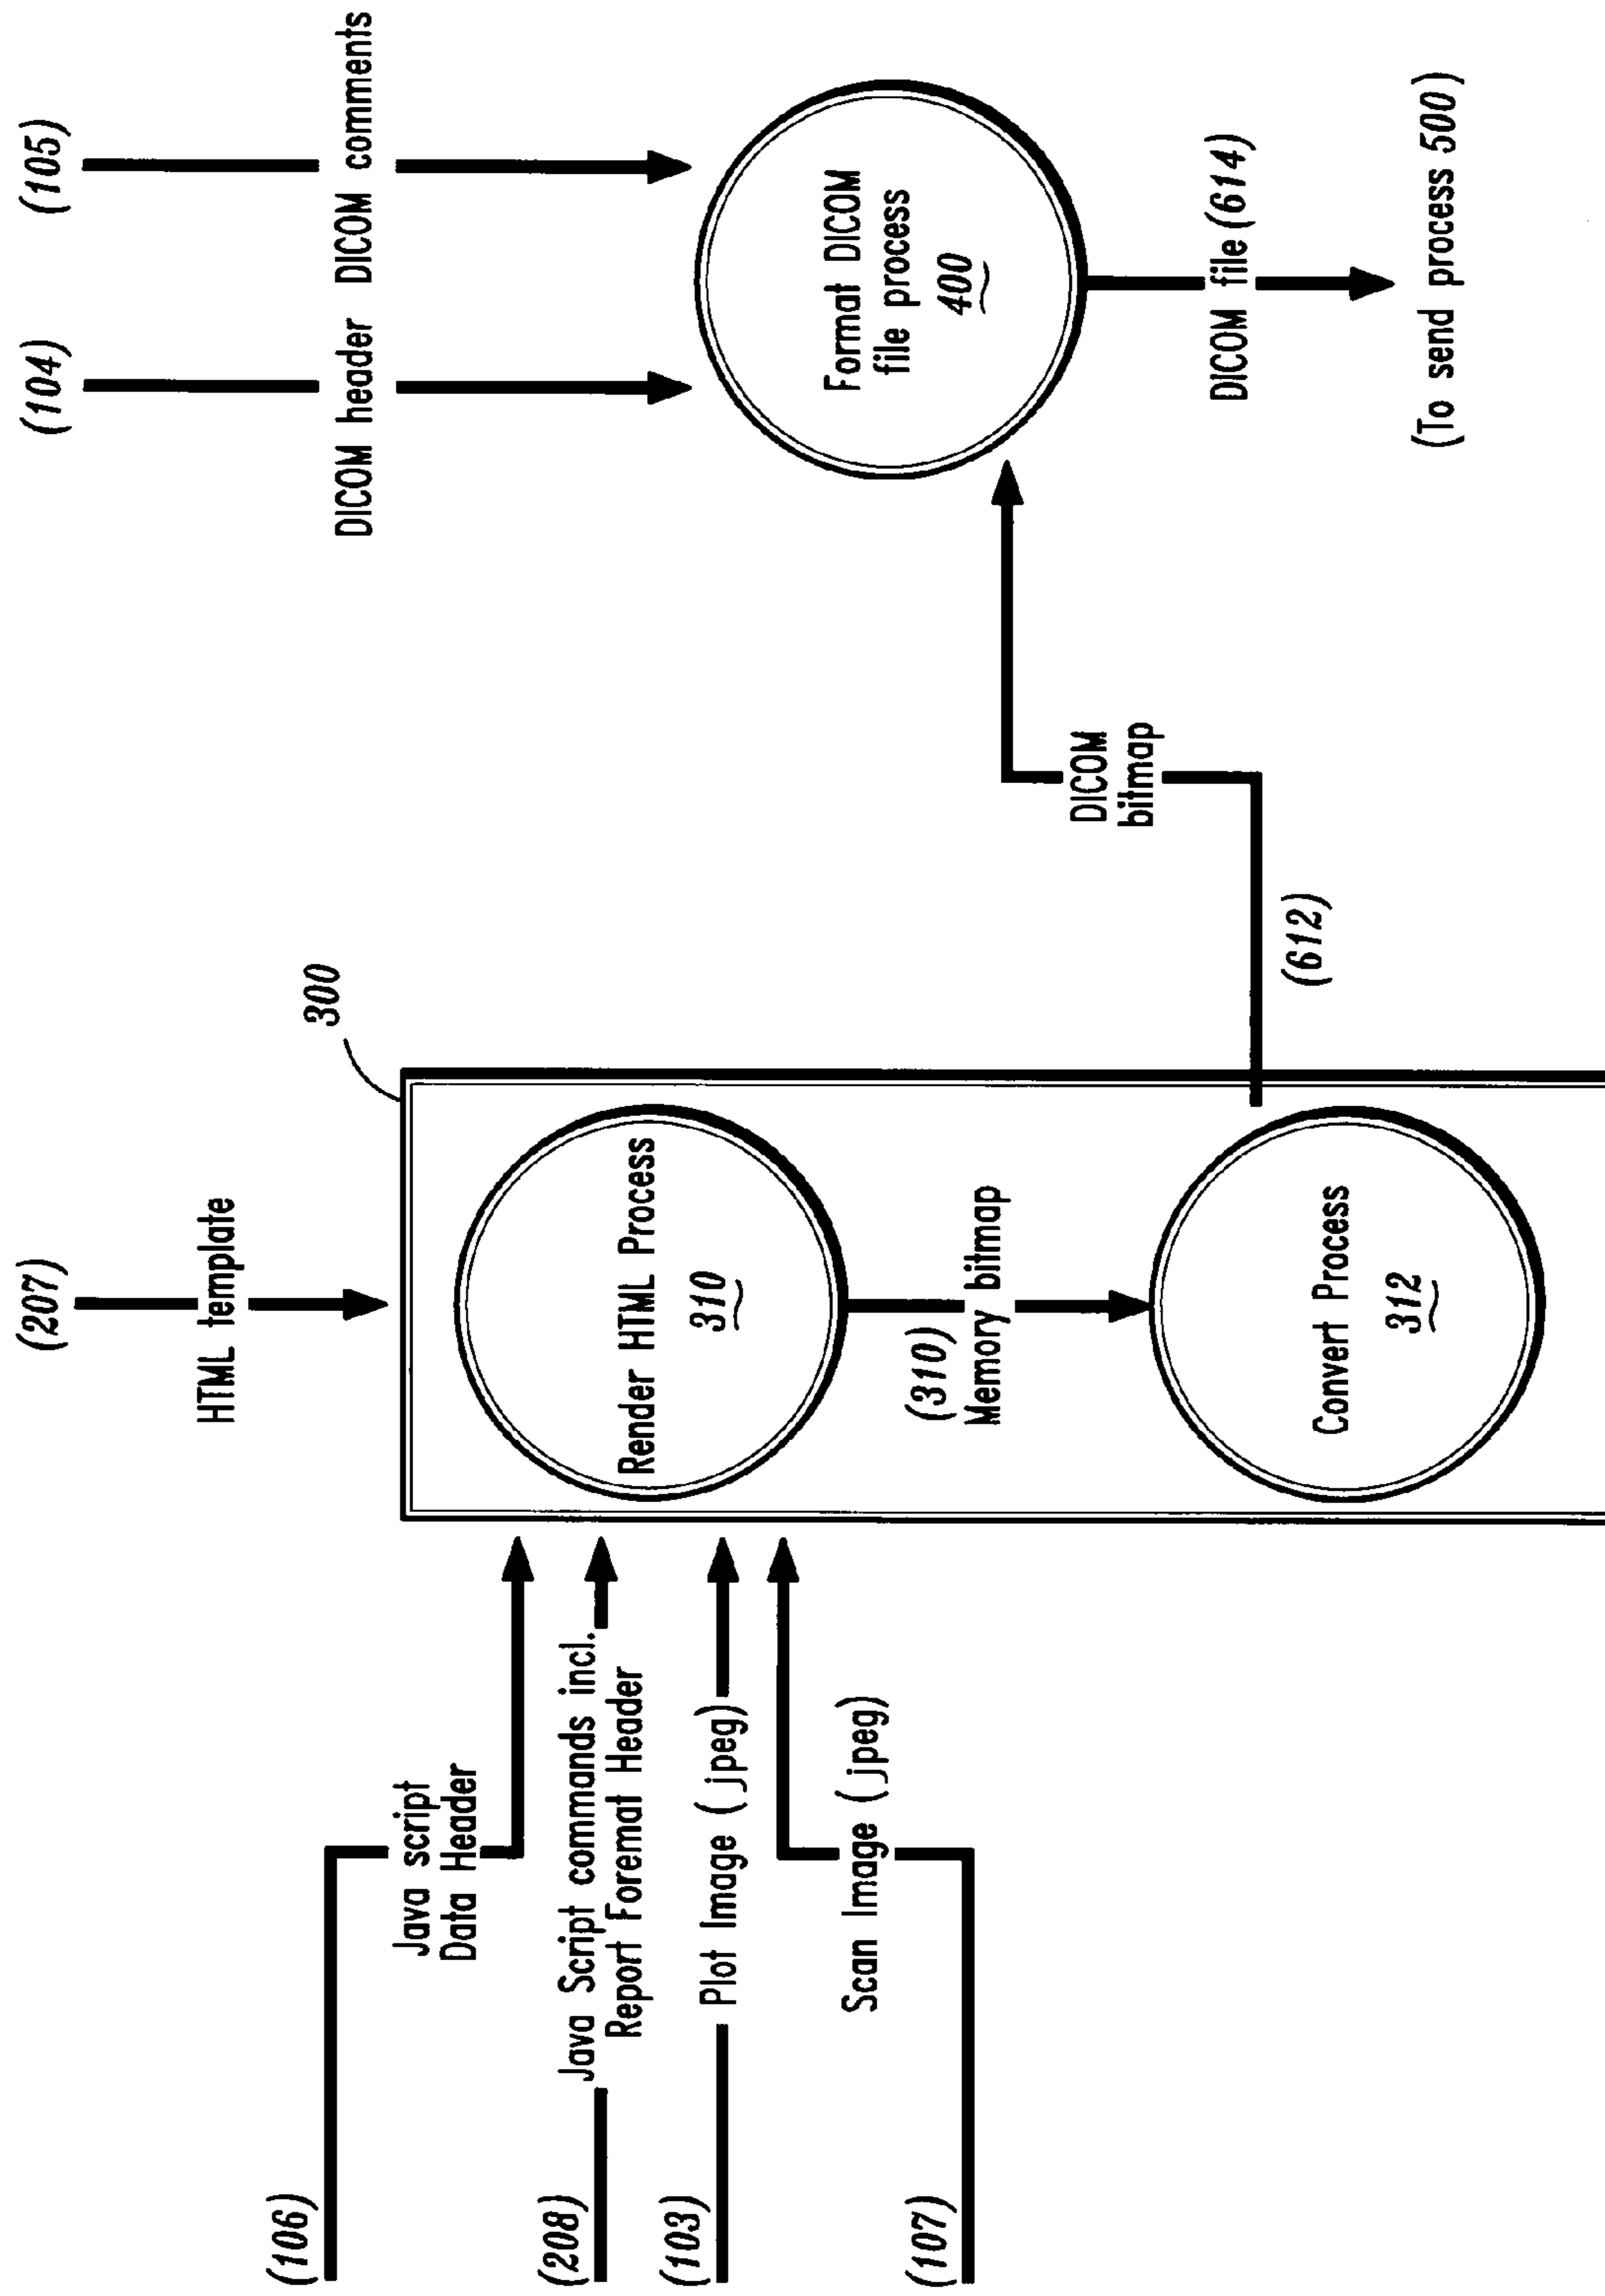 (106)
Java script
Data Header
(208)
Java Script commands incl.
Report Foremat Header
(103)
Plot Image (.jpeg)
(107)
Scan Image (.jpeg)
(207)
HTML template
300
Render HTML Process
310
(310)
Memory bitmap
Convert Process
312
(612)
DICOM
bitmap
(104)
DICOM header
(105)
DICOM comments
Format DICOM
file process
400
DICOM file (614)
(To send process 500)